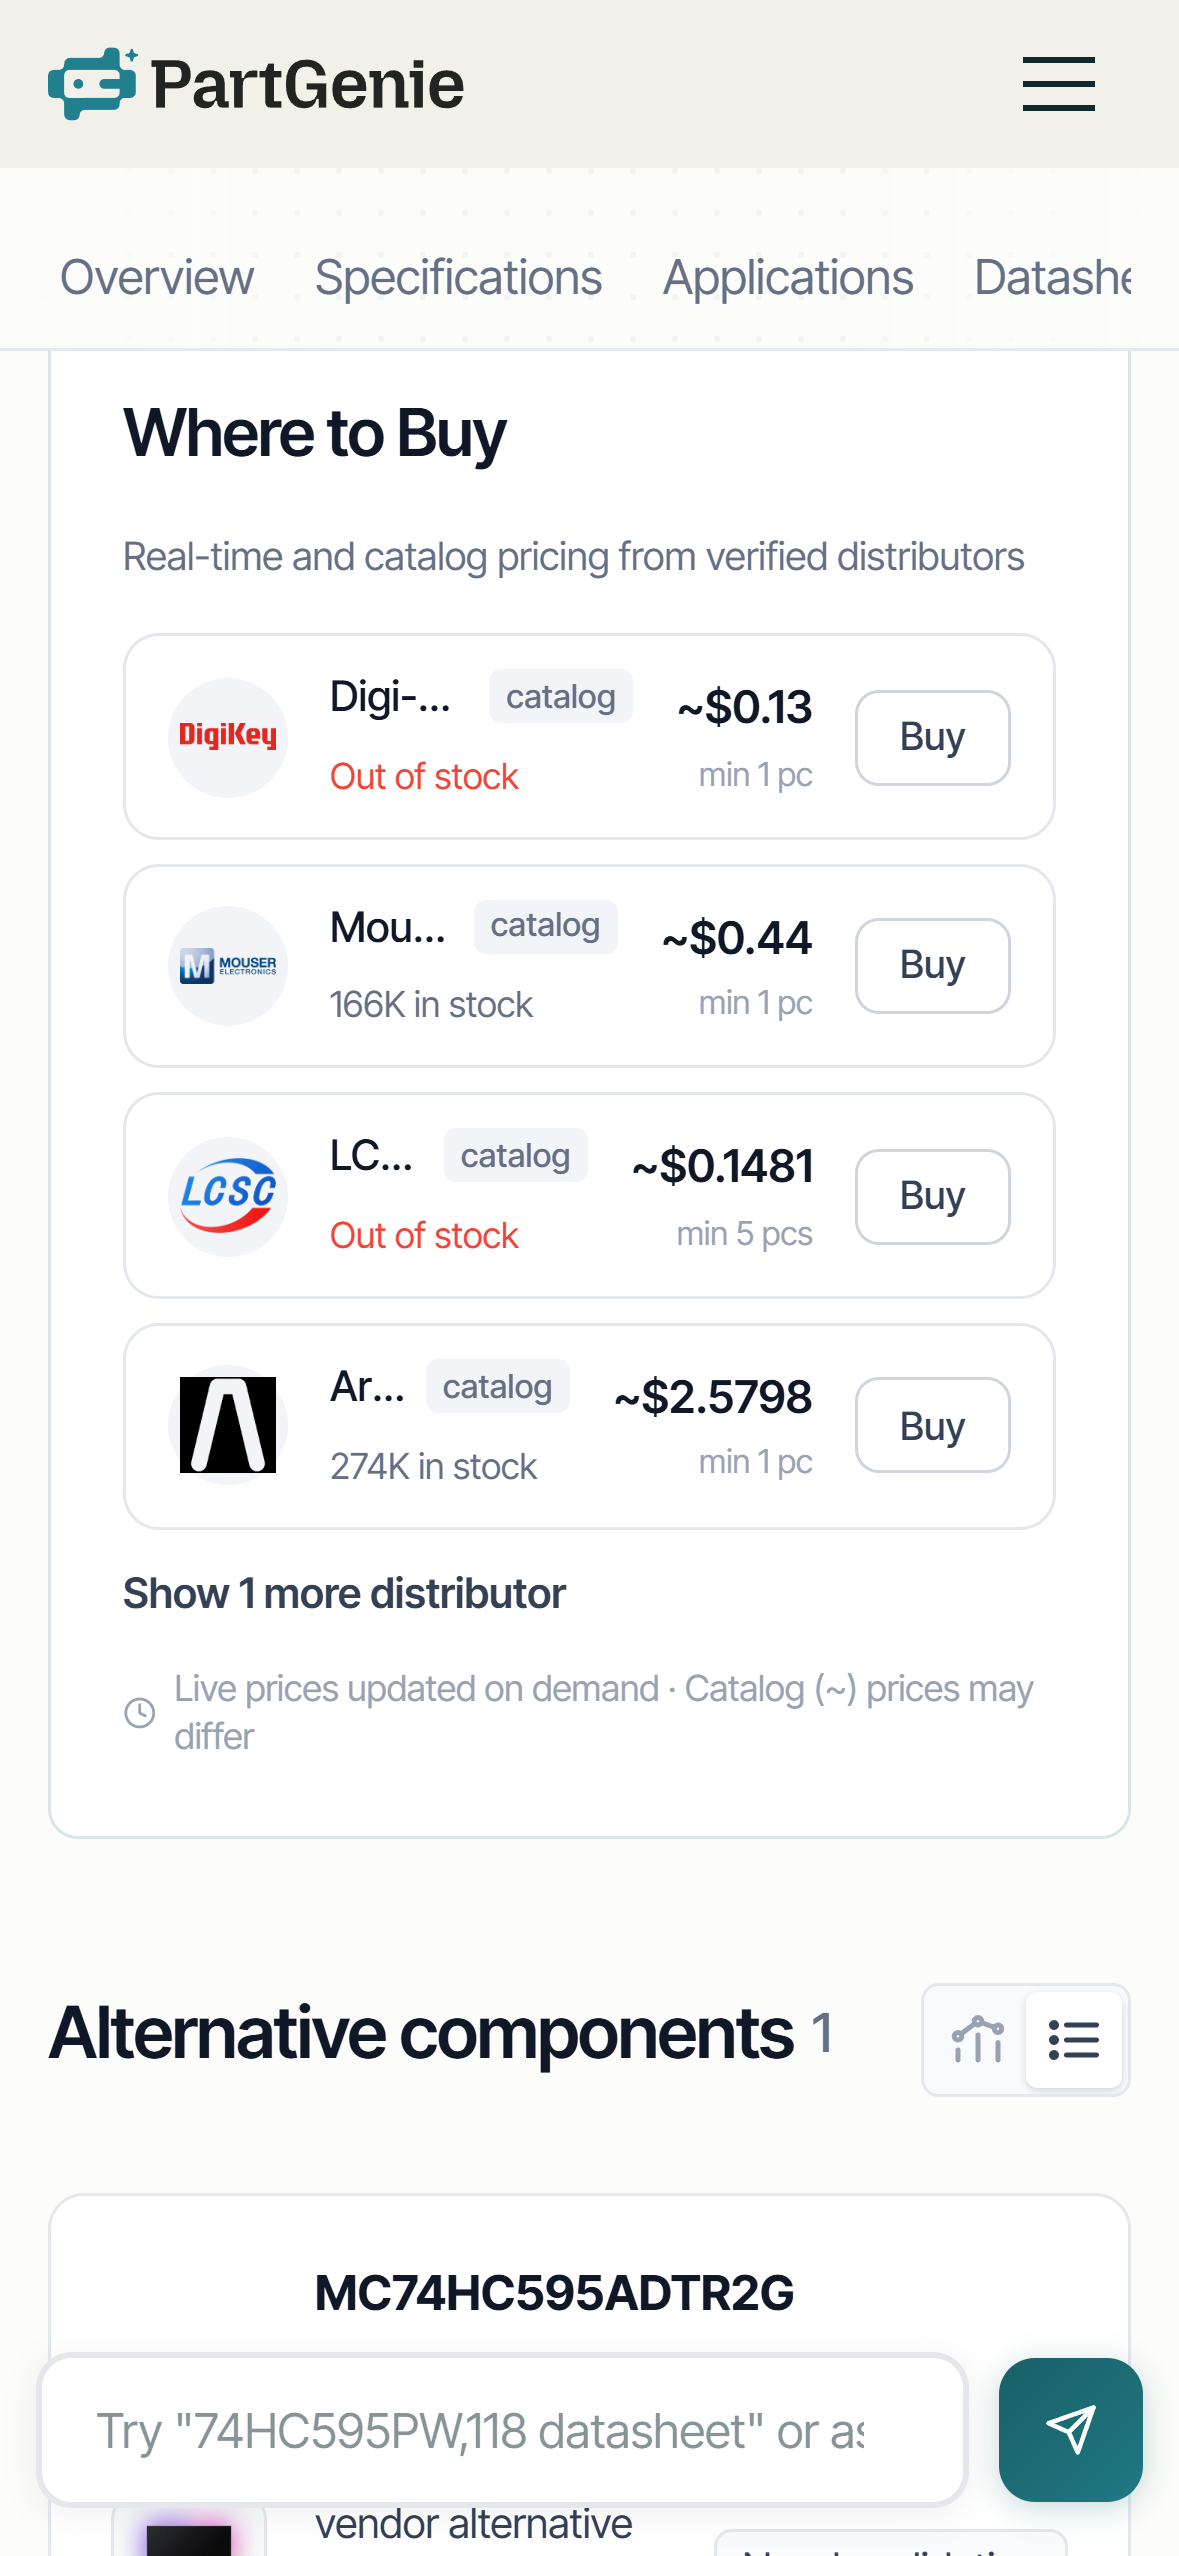 PartGenie
Overview Specifications Applications Datashe
Where to Buy
Real-time and catalog pricing from verified distributors
DigiKey
Digi-... catalog
Out of stock
~$0.13
min 1 pc
Buy
M MOUSER
ELECTRONICS
Mou... catalog
166K in stock
~$0.44
min 1 pc
Buy
LCSC
LC... catalog
Out of stock
~$0.1481
min 5 pcs
Buy
Ar... catalog
274K in stock
~$2.5798
min 1 pc
Buy
Show 1 more distributor
Live prices updated on demand · Catalog (~) prices may
differ
Alternative components 1
MC74HC595ADTR2G
Try "74HC595PW,118 datasheet" or as
vendor alternative